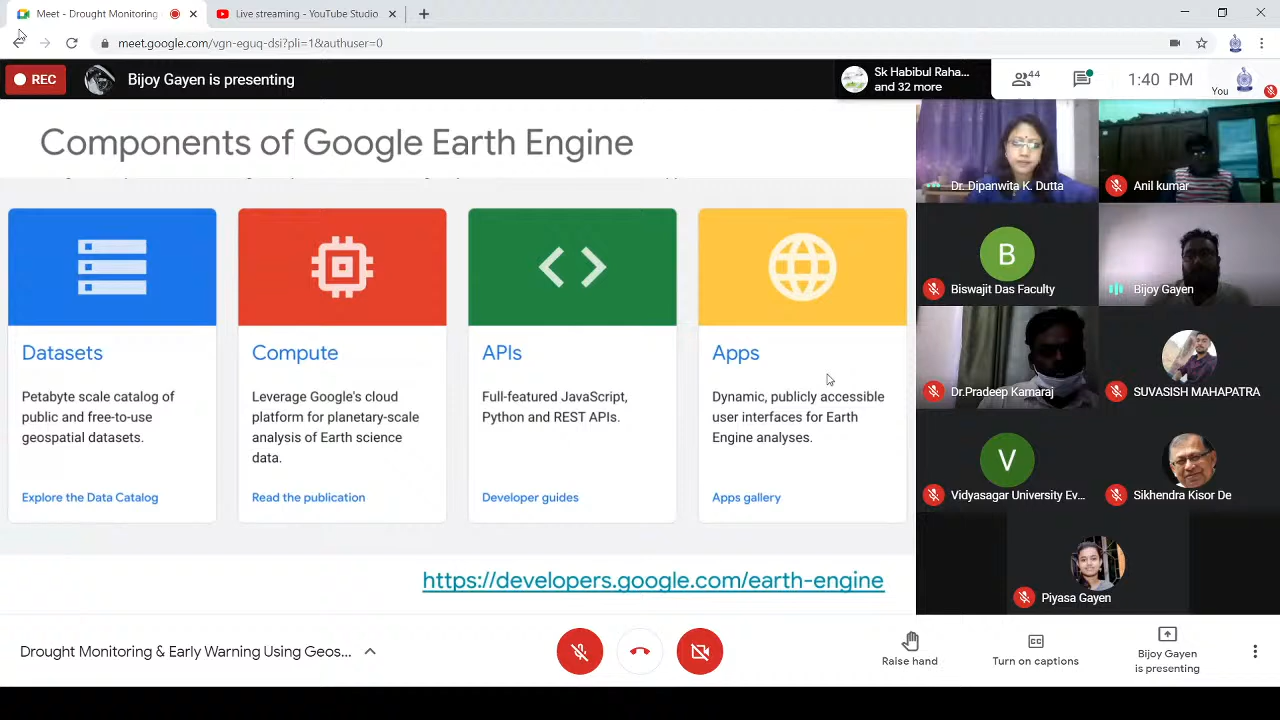 Meet - Drought Monitoring
Live streaming - YouTube Studio
meet.google.com/vgn-eguq-dsi?pli=1&authuser=0
REC
Bijoy Gayen is presenting
Sk Habibul Raha...
and 32 more
44
1:40 PM
You
Components of Google Earth Engine
Datasets
Petabyte scale catalog of
public and free-to-use
geospatial datasets.
Explore the Data Catalog
Compute
Leverage Google's cloud
platform for planetary-scale
analysis of Earth science
data.
Read the publication
APIs
Full-featured JavaScript,
Python and REST APIs.
Developer guides
Apps
Dynamic, publicly accessible
user interfaces for Earth
Engine analyses.
Apps gallery
https://developers.google.com/earth-engine
Dr. Dipanwita K. Dutta
Anil kumar
B
Biswajit Das Faculty
Bijoy Gayen
Dr.Pradeep Kamaraj
SUVASISH MAHAPATRA
V
Vidyasagar University Ev...
Sikhendra Kisor De
Piyasa Gayen
Drought Monitoring & Early Warning Using Geos...
Raise hand
CC
Turn on captions
Bijoy Gayen
is presenting